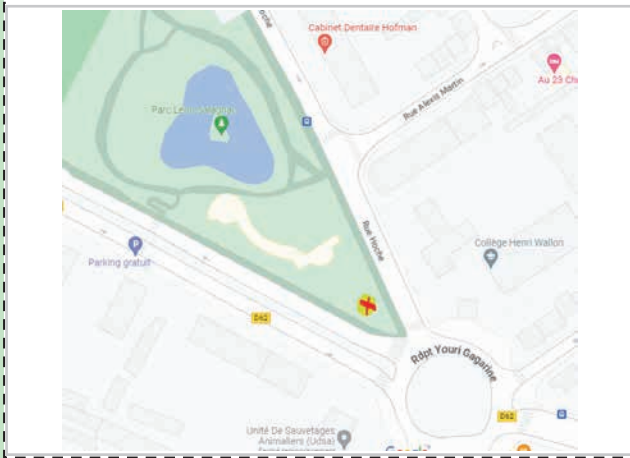 Cabinet Dentaire Hofman
Au 23 Ch
Rue Alexis Martin
Rue Hoche
Collège Henri Wallon
P
Parking gratuit
D62
Rdpt Youri Gagarine
D62
Unité De Sauvetages
Animaliers (Udsa)